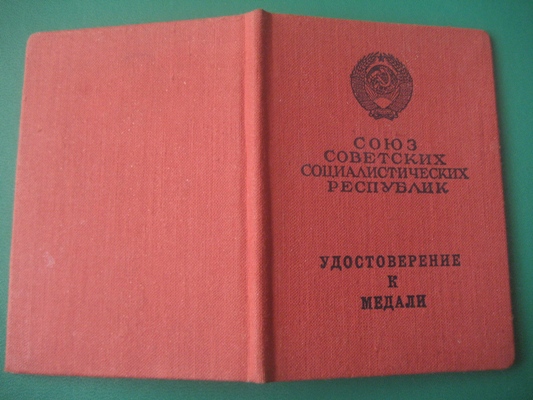 СОЮЗ
СОВЕТСКИХ
СОЦИАЛИСТИЧЕСКИХ
РЕСПУБЛИК
УДОСТОВЕРЕНИЕ
К
МЕДАЛИ